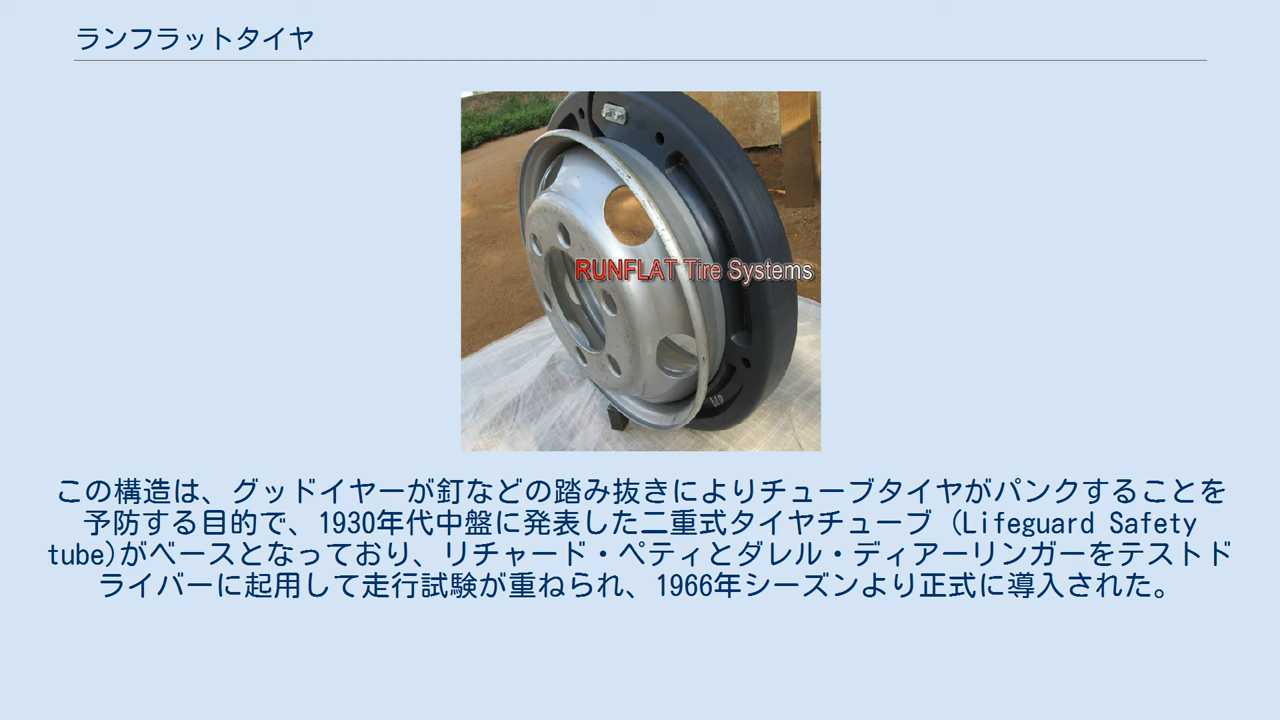 ランフラットタイヤ
RUNFLAT Tire Systems
この構造は、グッドイヤーが釘などの踏み抜きによりチューブタイヤがパンクすることを
予防する目的で、1930年代中盤に発表した二重式タイヤチューブ (Lifeguard Safety
tube)がベースとなっており、リチャード・ペティとダレル・ディアーリンガーをテストド
ライバーに起用して走行試験が重ねられ、1966年シーズンより正式に導入された。